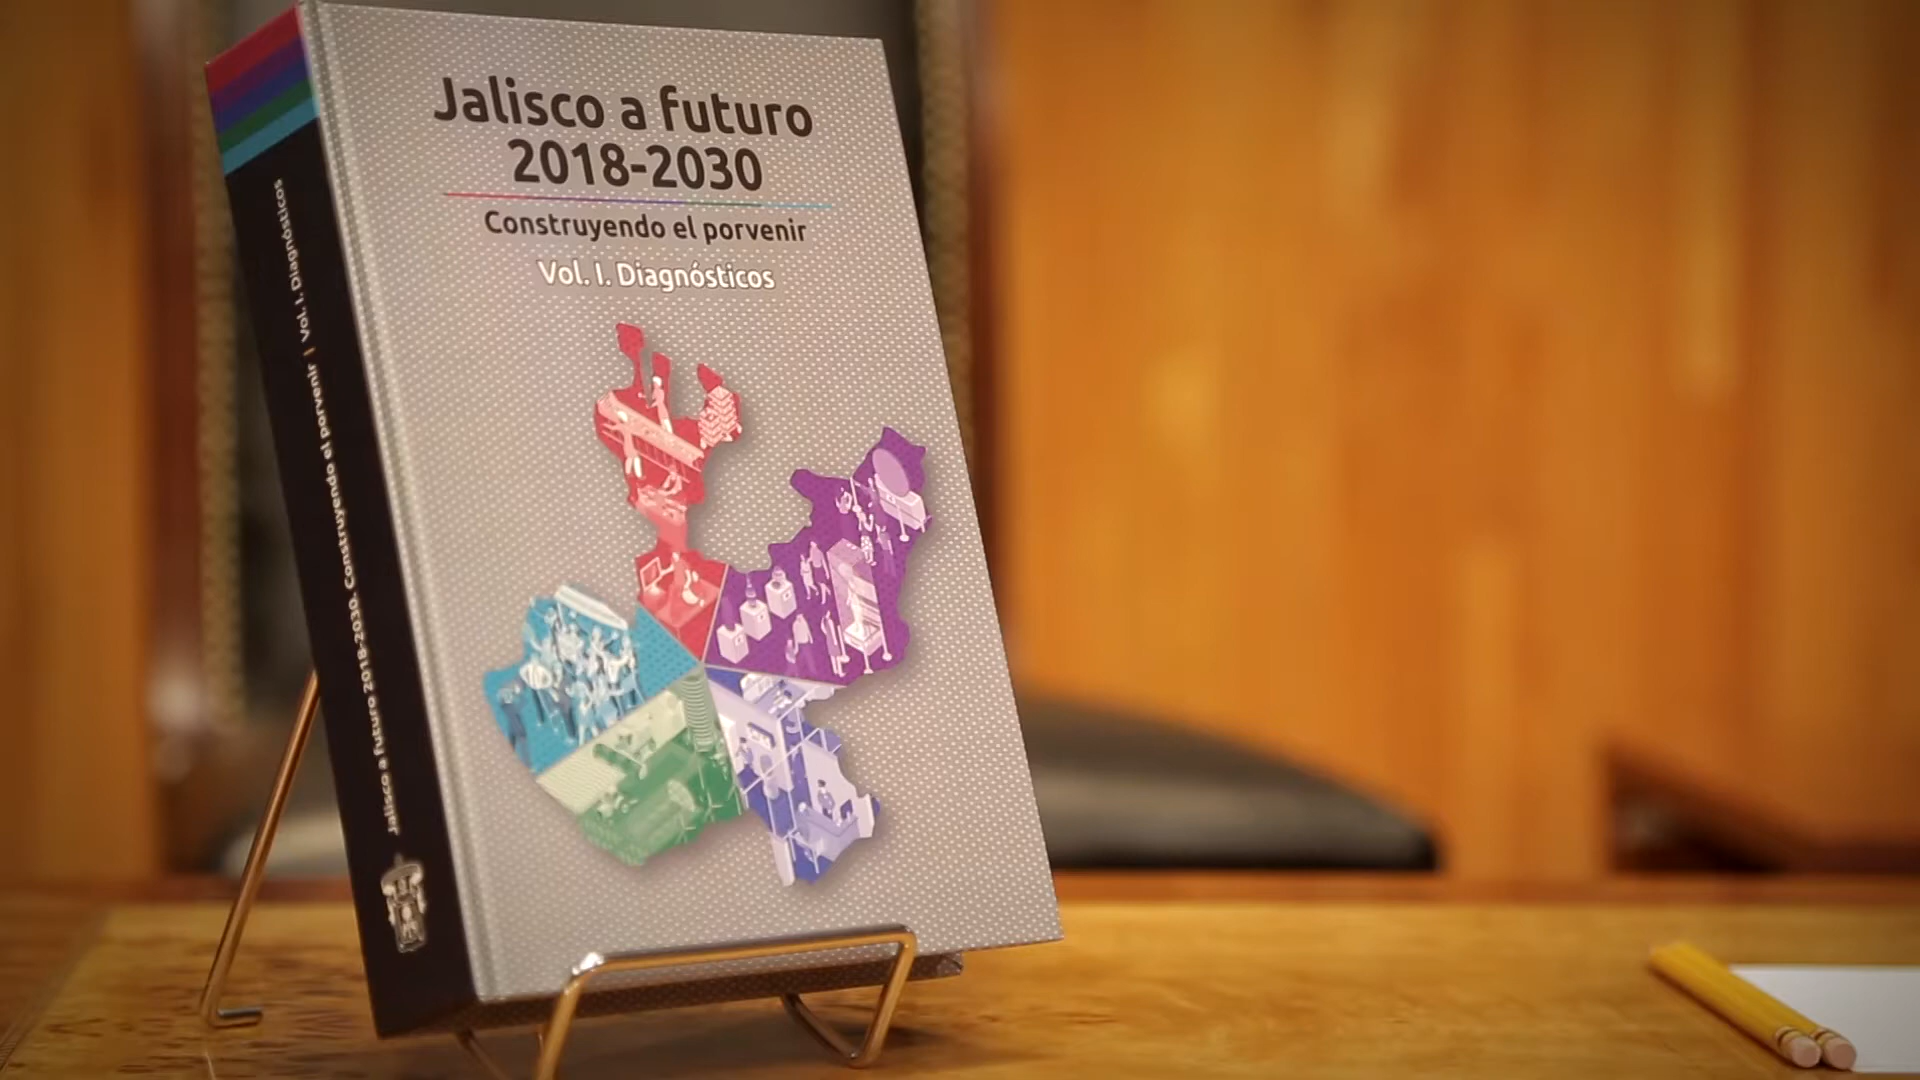 Jalisco a futuro
2018-2030
Construyendo el porvenir
Vol. I. Diagnósticos
Jalisco a futuro 2018-2030. Construyendo el porvenir | Vol. I. Diagnósticos